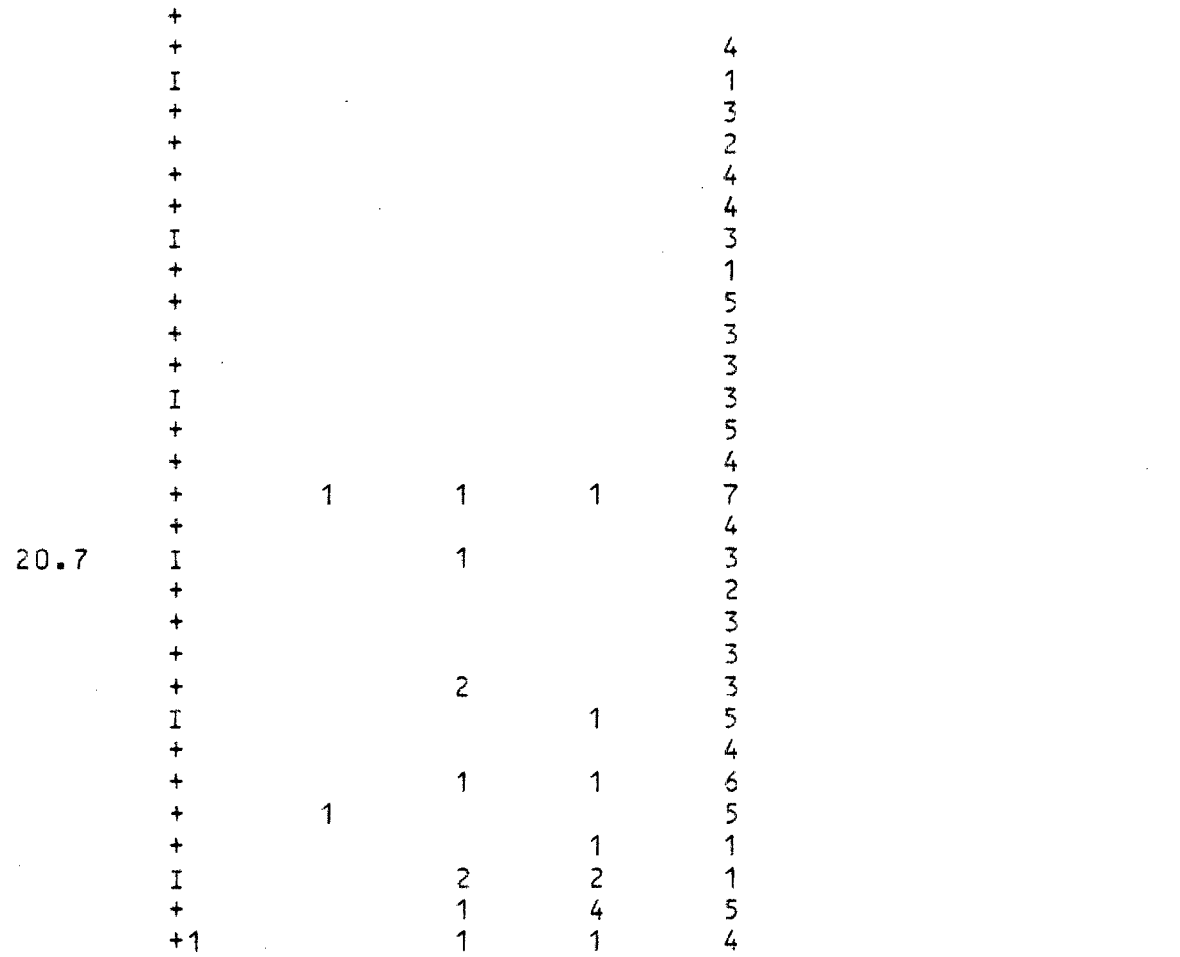 +
+ 4
I 1
+ 3
+ 2
+ 4
+ 4
I 3
+ 1
+ 5
+ 3
+ 3
I 3
+ 5
+ 4
+ 1 1 1 7
+ 4
20.7 I 1 3
+ 2
+ 3
+ 3
+ 2 3
I 1 5
+ 4
+ 1 1 6
+ 1 5
+ 1 1
I 2 2 1
+ 1 4 5
+1 1 1 4